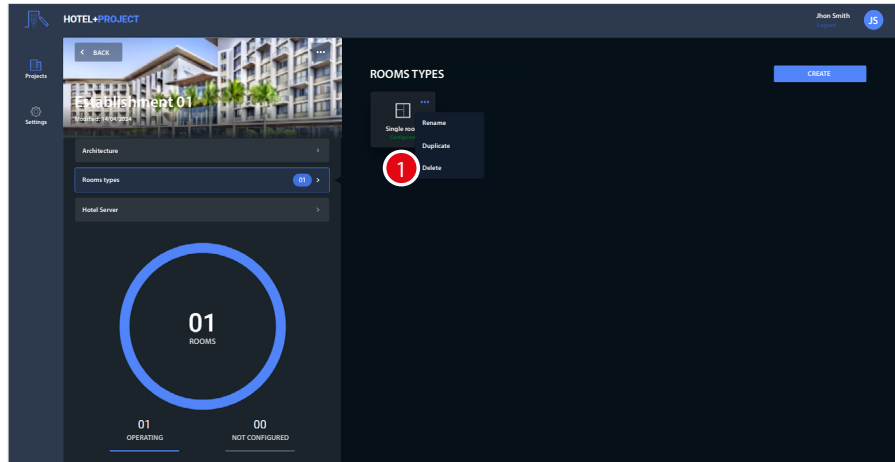 HOTEL+PROJECT
Jhon Smith
Logout
JS
Projects
Settings
BACK
Establishment 01
Modified: 14/04/2024
Architecture
Rooms types
01
Hotel Server
01
ROOMS
01
OPERATING
00
NOT CONFIGURED
ROOMS TYPES
CREATE
Single roo
Rename
Duplicate
Delete
1